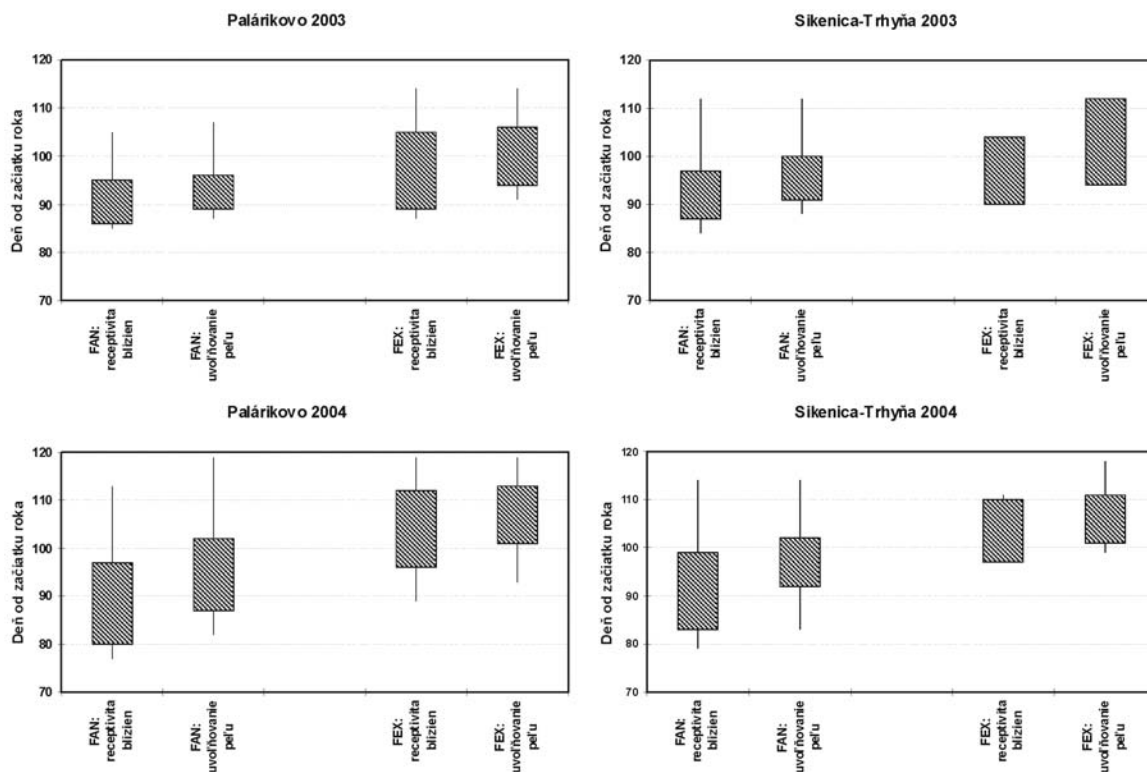 Palárikovo 2003
Deň od začiatku roka
120
110
100
90
80
70
FAN:
receptivita
blizien
FAN:
uvoľňovanie
peľu
FEX:
receptivita
blizien
FEX:
uvoľňovanie
peľu
Sikenica-Trhyňa 2003
Deň od začiatku roka
120
110
100
90
80
70
FAN:
receptivita
blizien
FAN:
uvoľňovanie
peľu
FEX:
receptivita
blizien
FEX:
uvoľňovanie
peľu
Palárikovo 2004
Deň od začiatku roka
120
110
100
90
80
70
FAN:
receptivita
blizien
FAN:
uvoľňovanie
peľu
FEX:
receptivita
blizien
FEX:
uvoľňovanie
peľu
Sikenica-Trhyňa 2004
Deň od začiatku roka
120
110
100
90
80
70
FAN:
receptivita
blizien
FAN:
uvoľňovanie
peľu
FEX:
receptivita
blizien
FEX:
uvoľňovanie
peľu